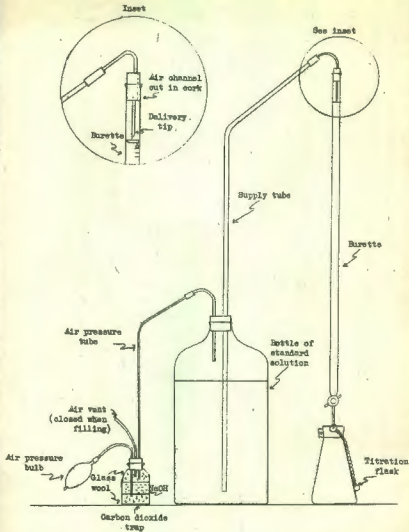 Inset
See inset
Air channel
cut in cork
Delivery
tip
Burette
Supply tube
Burette
Air pressure
tube
Bottle of
standard
solution
Air vent
(closed when
filling)
Air pressure
bulb
Glass
wool
NaOH
Titration
flask
Carbon dioxide
trap